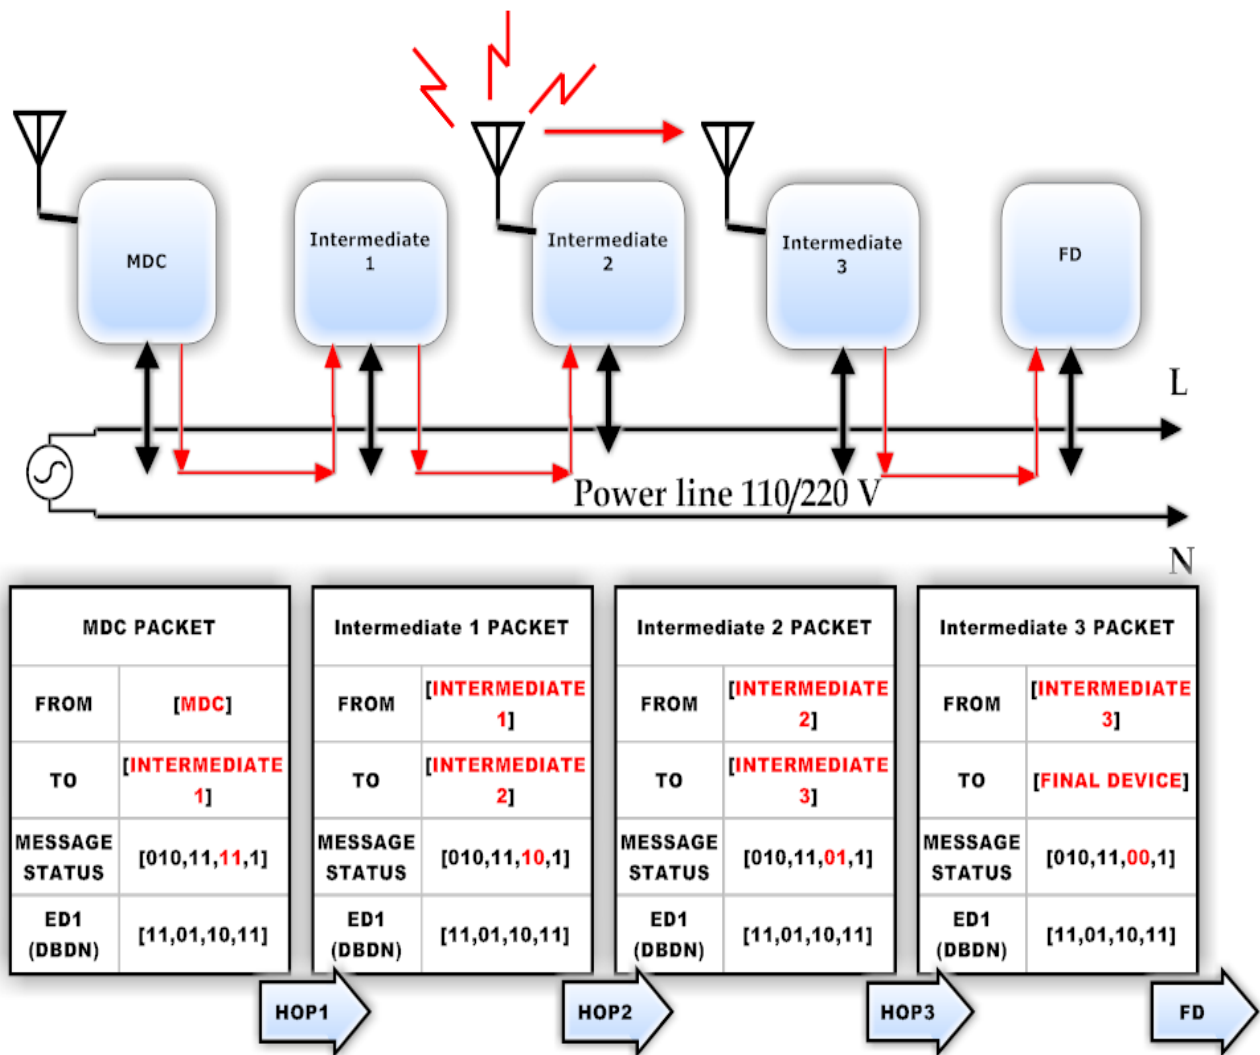 MDC
Intermediate
1
Intermediate
2
Intermediate
3
FD
L
Power line 110/220 V
N
MDC PACKET
FROM
[MDC]
TO
[INTERMEDIATE
1]
MESSAGE
STATUS
[010,11,11,1]
ED1
(DBDN)
[11,01,10,11]
Intermediate 1 PACKET
FROM
[INTERMEDIATE
1]
TO
[INTERMEDIATE
2]
MESSAGE
STATUS
[010,11,10,1]
ED1
(DBDN)
[11,01,10,11]
Intermediate 2 PACKET
FROM
[INTERMEDIATE
2]
TO
[INTERMEDIATE
3]
MESSAGE
STATUS
[010,11,01,1]
ED1
(DBDN)
[11,01,10,11]
Intermediate 3 PACKET
FROM
[INTERMEDIATE
3]
TO
[FINAL DEVICE]
MESSAGE
STATUS
[010,11,00,1]
ED1
(DBDN)
[11,01,10,11]
HOP1
HOP2
HOP3
FD